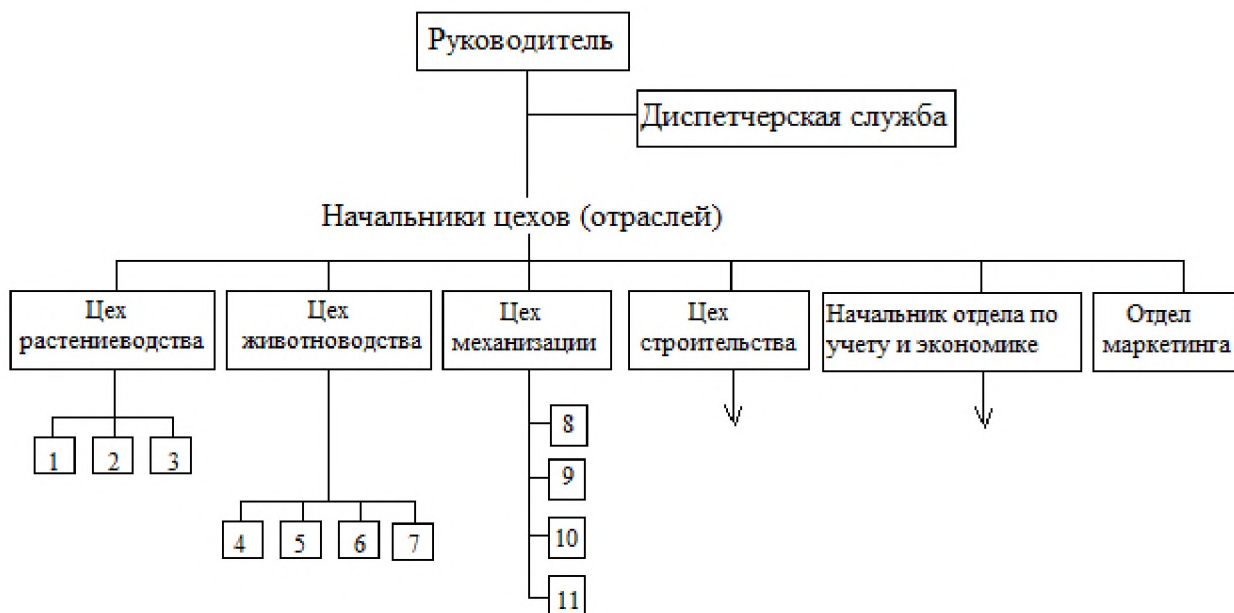 Руководитель
Диспетчерская служба
Начальники цехов (отраслей)
Цех
растениеводства
Цех
животноводства
Цех
механизации
Цех
строительства
Начальник отдела по
учету и экономике
Отдел
маркетинга
1
2
3
4
5
6
7
8
9
10
11